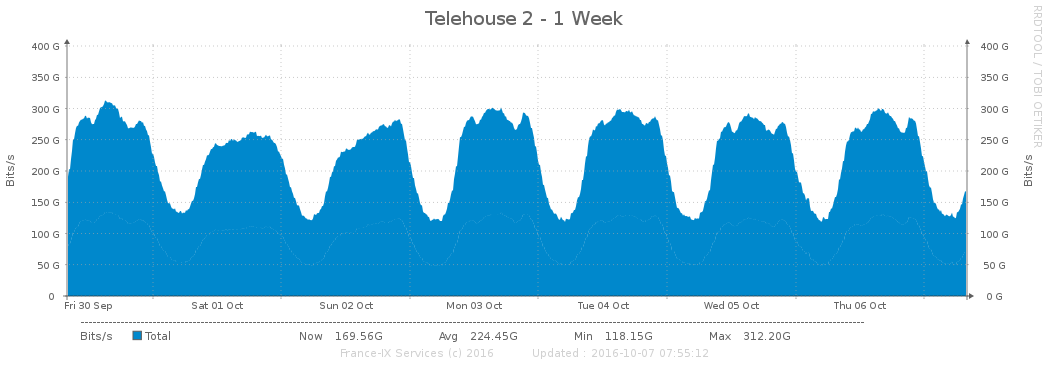 Telehouse 2 - 1 Week
RRDTOOL / TOBI OETIKER
400 G 400 G
350 G 350 G
300 G 300 G
250 G 250 G
200 G 200 G
150 G 150 G
100 G 100 G
50 G 50 G
0 0 G
Bits/s Bits/s
Fri 30 Sep Sat 01 Oct Sun 02 Oct Mon 03 Oct Tue 04 Oct Wed 05 Oct Thu 06 Oct
Bits/s Total Now 169.56G Avg 224.45G Min 118.15G Max 312.20G
France-IX Services (c) 2016 Updated : 2016-10-07 07:55:12